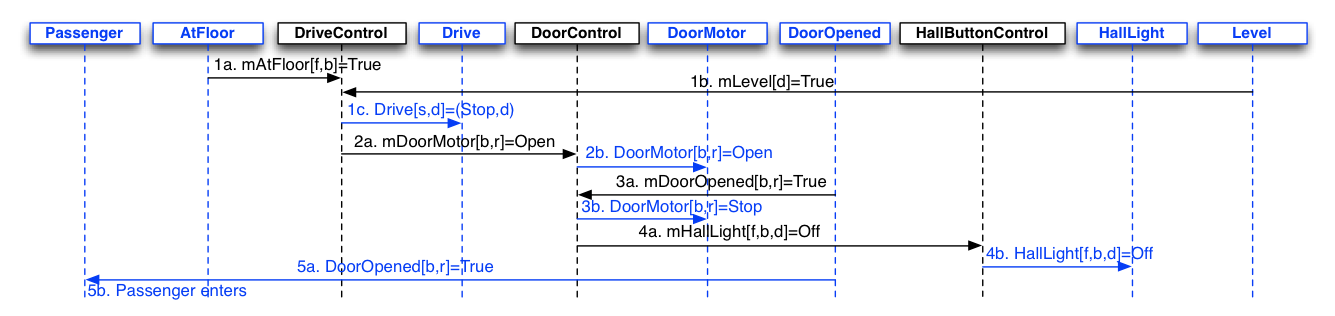 Passenger AtFloor DriveControl Drive DoorControl DoorMotor DoorOpened HallButtonControl HallLight Level
1a. mAtFloor[f,b]=True
1b. mLevel[d]=True
1c. Drive[s,d]=(Stop,d)
2a. mDoorMotor[b,r]=Open
2b. DoorMotor[b,r]=Open
3a. mDoorOpened[b,r]=True
3b. DoorMotor[b,r]=Stop
4a. mHallLight[f,b,d]=Off
4b. HallLight[f,b,d]=Off
5a. DoorOpened[b,r]=True
5b. Passenger enters